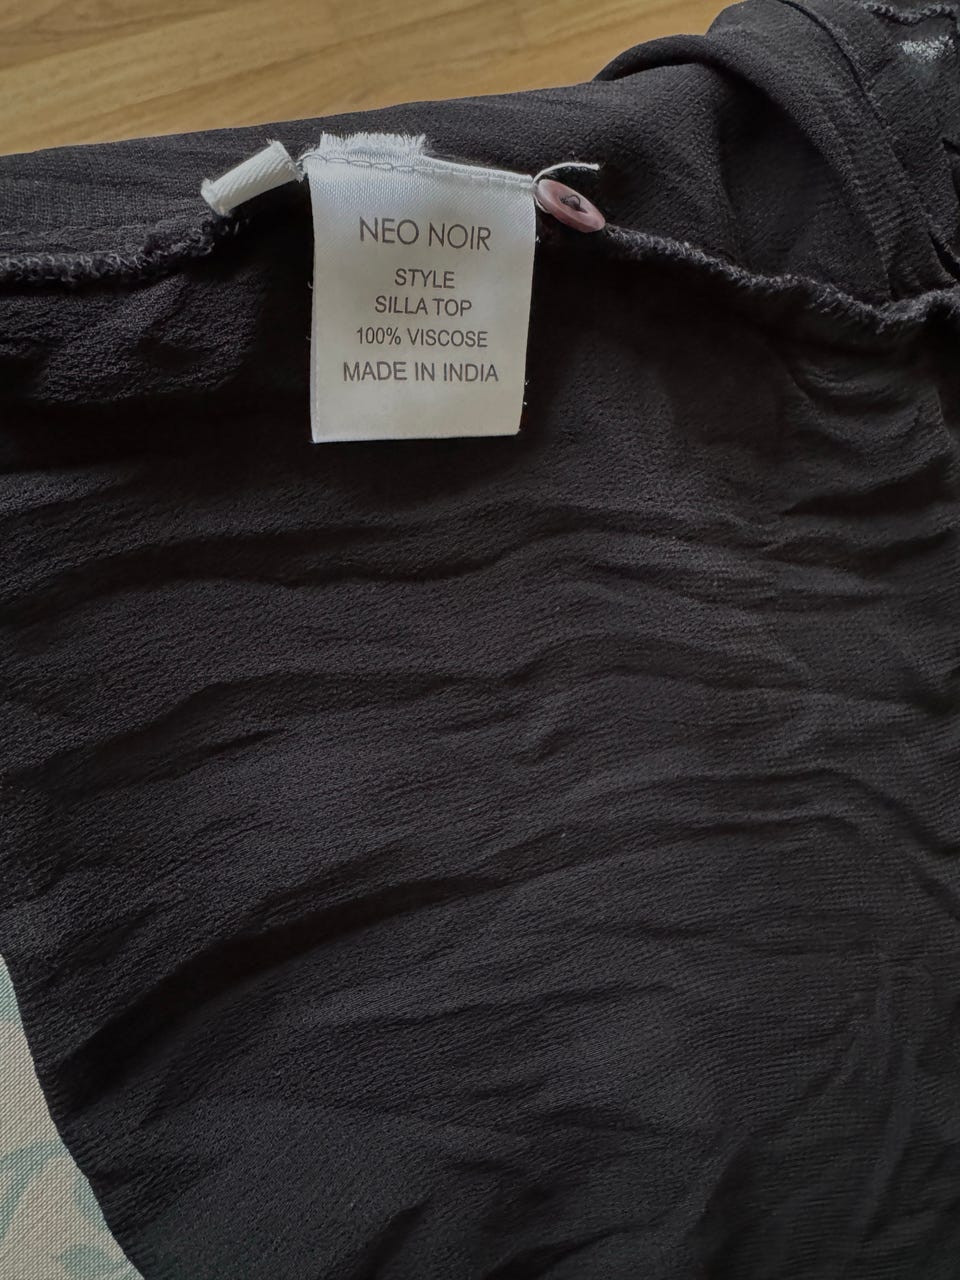 NEO NOIR
STYLE
SILLA TOP
100% VISCOSE
MADE IN INDIA